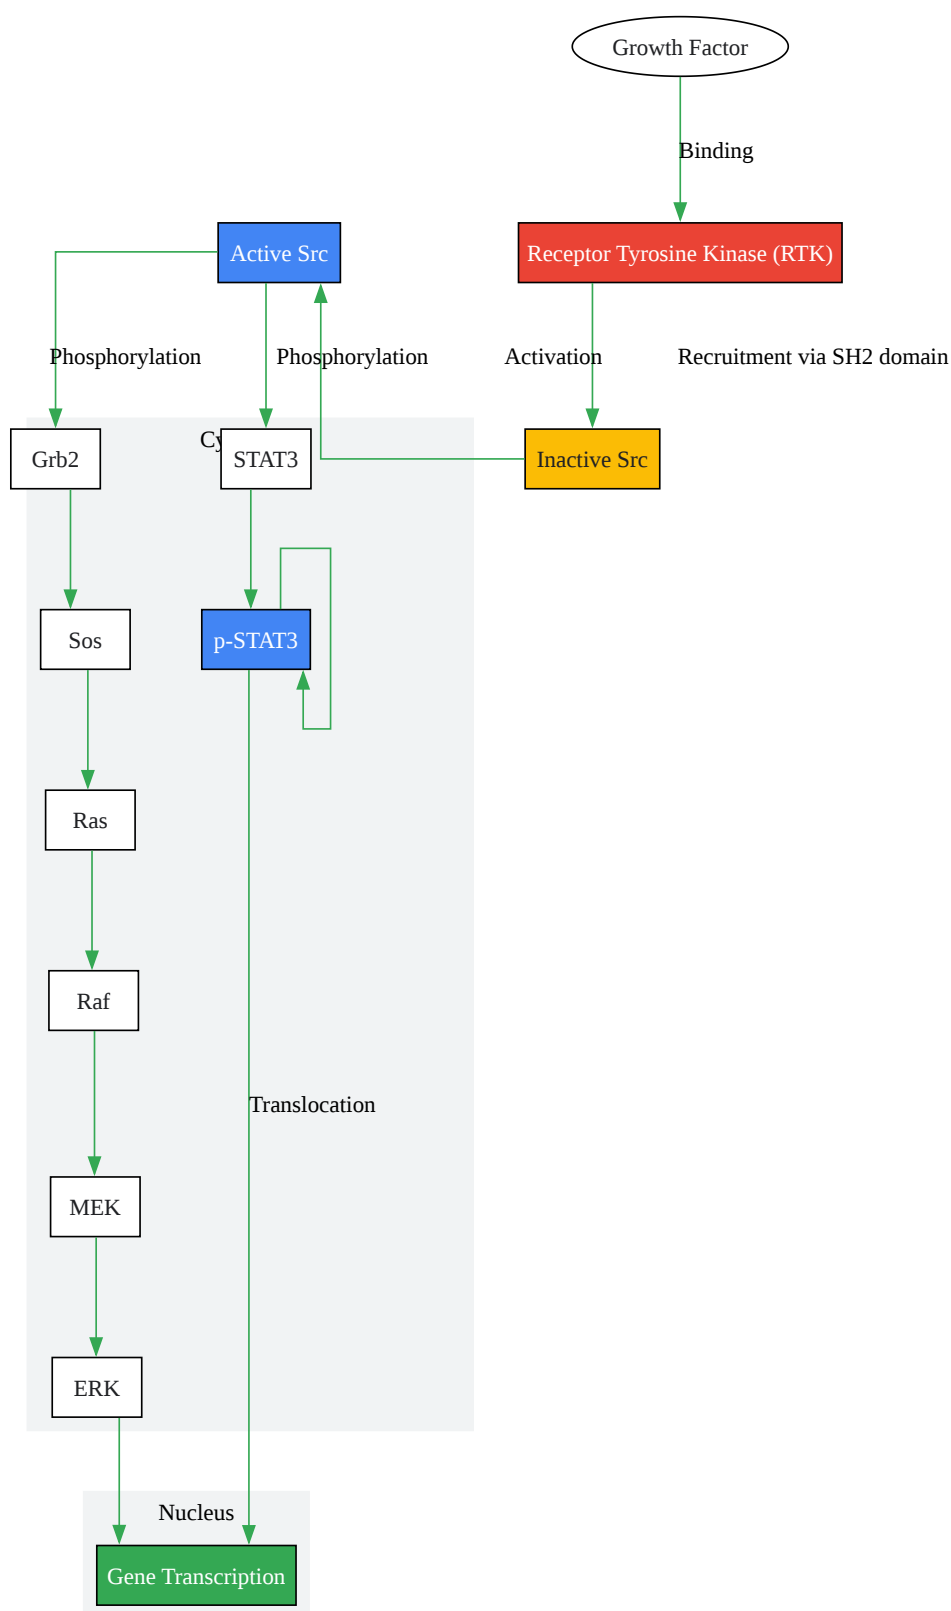 Growth Factor
Binding
Active Src
Receptor Tyrosine Kinase (RTK)
Phosphorylation
Phosphorylation
Activation
Recruitment via SH2 domain
Grb2
STAT3
Inactive Src
Sos
p-STAT3
Ras
Raf
Translocation
MEK
ERK
Nucleus
Gene Transcription